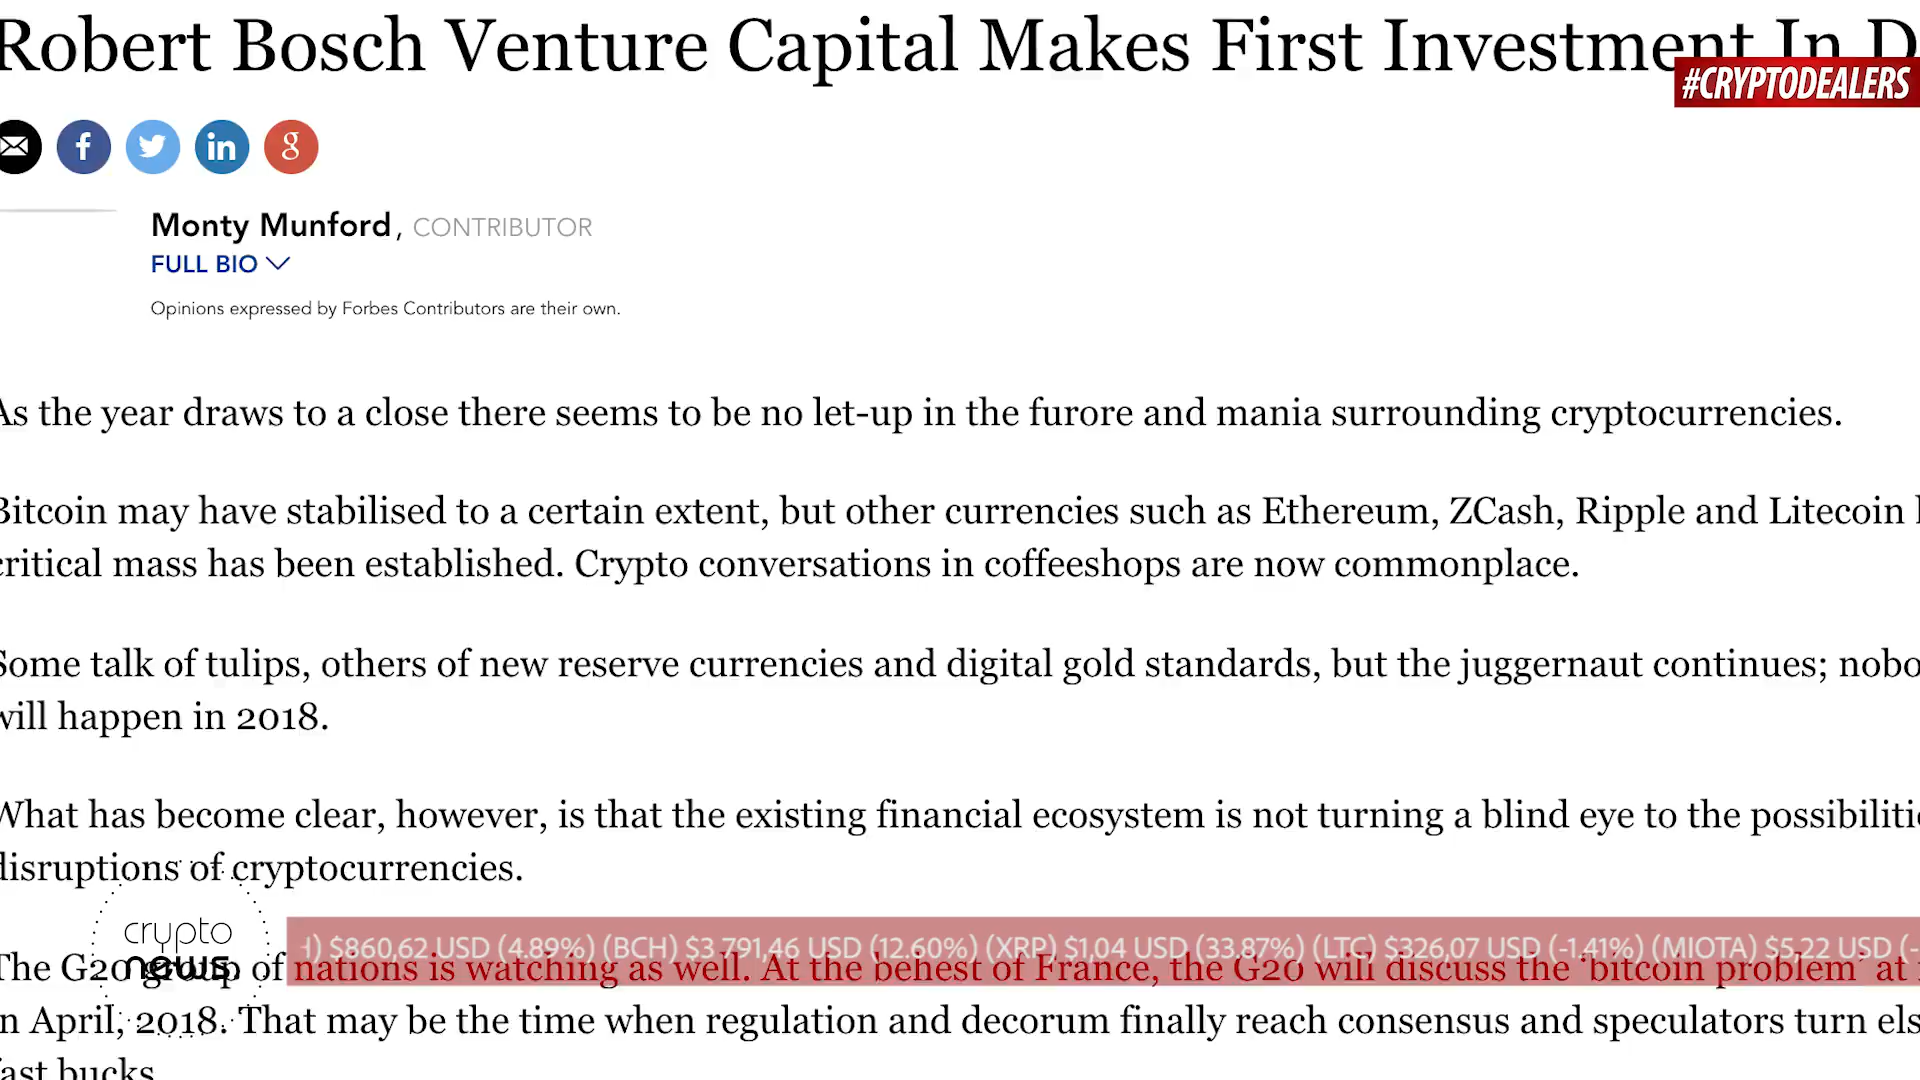 Robert Bosch Venture Capital Makes First Investment In D
#CRYPTODEALERS
Monty Munford, CONTRIBUTOR
FULL BIO
Opinions expressed by Forbes Contributors are their own.
As the year draws to a close there seems to be no let-up in the furore and mania surrounding cryptocurrencies.
Bitcoin may have stabilised to a certain extent, but other currencies such as Ethereum, ZCash, Ripple and Litecoin
critical mass has been established. Crypto conversations in coffeeshops are now commonplace.
Some talk of tulips, others of new reserve currencies and digital gold standards, but the juggernaut continues; nobo
will happen in 2018.
What has become clear, however, is that the existing financial ecosystem is not turning a blind eye to the possibiliti
disruptions of cryptocurrencies.
crypto
news.
) $860,62 USD (4.89%) (BCH) $3 791,46 USD (12.60%) (XRP) $1,04 USD (33.87%) (LTC) $326,07 USD (-1.41%) (MIOTA) $5,22 USD (-
The G20 group of nations is watching as well. At the behest of France, the G20 will discuss the 'bitcoin problem' at
in April, 2018. That may be the time when regulation and decorum finally reach consensus and speculators turn els
fast bucks.